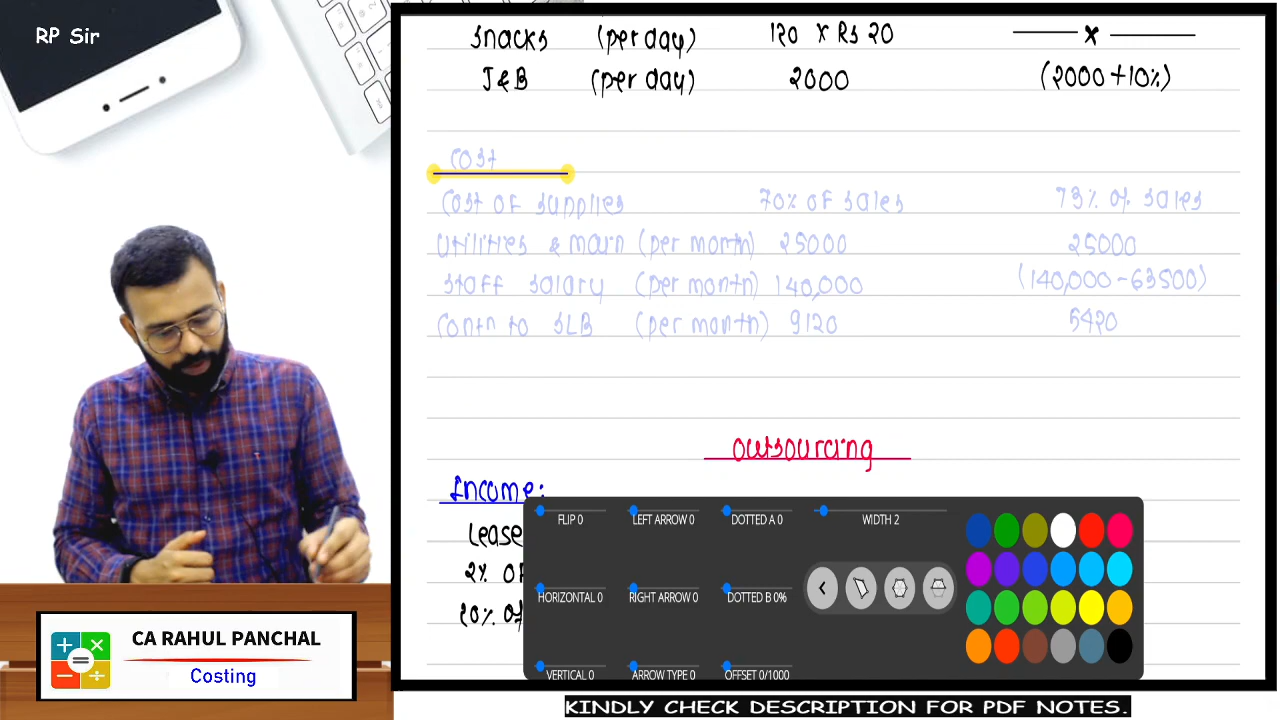 RP Sir
Snacks (per day) 120 x Rs 20 x
J&B (per day) 2000 (2000 + 10%)
Cost
Cost of supplies 70% of sales 73% of sales
Utilities & main (per month) 25000 25000
Staff salary (per month) 140,000 (140,000 - 63500)
Contn to SLB (per month) 9120 5420
Outsourcing
Income:
Lease
2% Of
20% Of
FLIP 0 LEFT ARROW 0 DOTTED A 0 WIDTH 2
HORIZONTAL 0 RIGHT ARROW 0 DOTTED B 0%
VERTICAL 0 ARROW TYPE 0 OFFSET 0/1000
CA RAHUL PANCHAL
Costing
KINDLY CHECK DESCRIPTION FOR PDF NOTES.